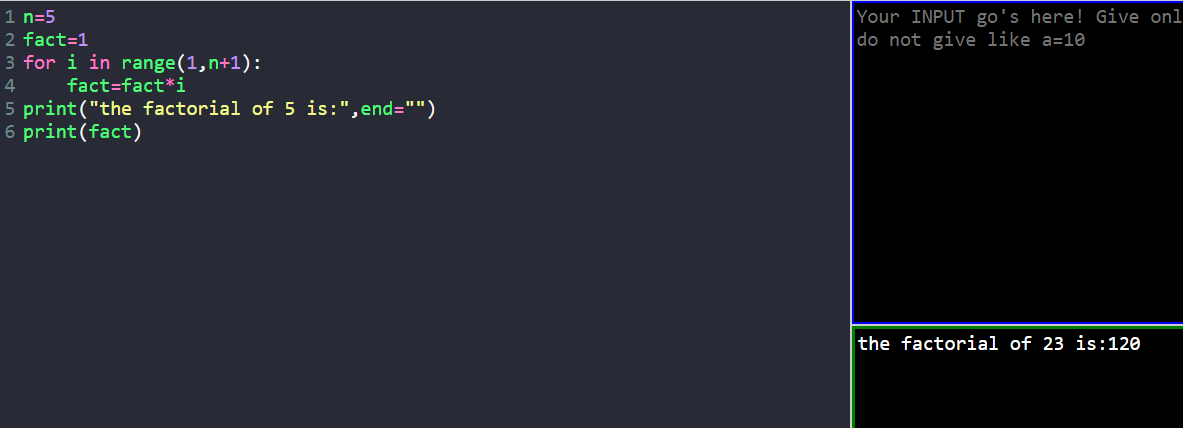 1 n=5
2 fact=1
3 for i in range(1,n+1):
4     fact=fact*i
5 print("the factorial of 5 is:",end="")
6 print(fact)
Your INPUT go's here! Give onl
do not give like a=10
the factorial of 23 is:120